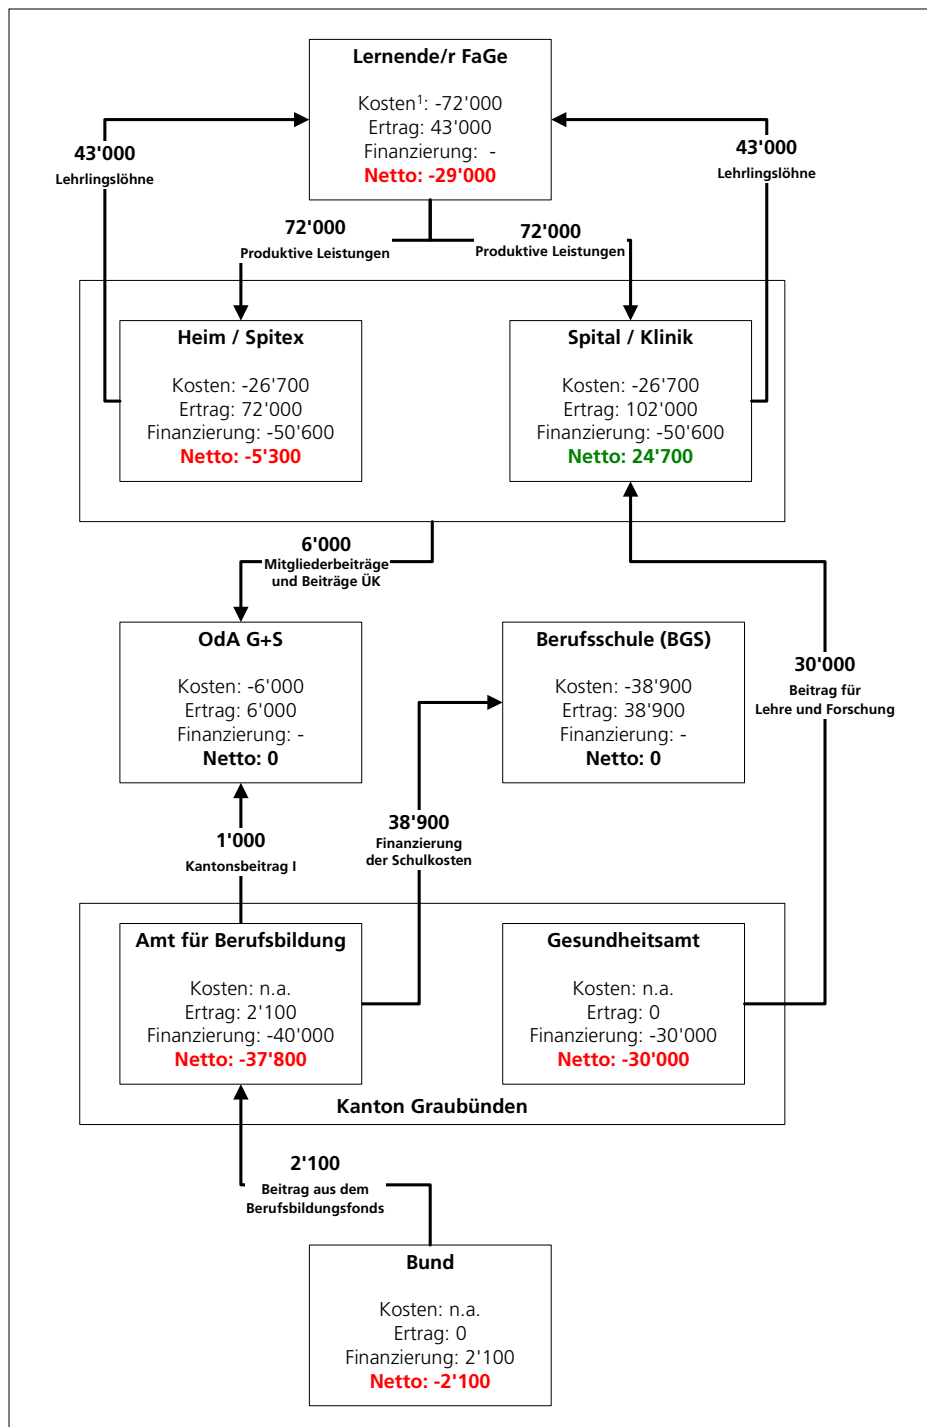 Lernende/r FaGe
Kosten¹: -72'000
Ertrag: 43'000
Finanzierung: -
Netto: -29'000
43'000
Lehrlingslöhne
43'000
Lehrlingslöhne
72'000
Produktive Leistungen
72'000
Produktive Leistungen
Heim / Spitex
Kosten: -26'700
Ertrag: 72'000
Finanzierung: -50'600
Netto: -5'300
Spital / Klinik
Kosten: -26'700
Ertrag: 102'000
Finanzierung: -50'600
Netto: 24'700
6'000
Mitgliederbeiträge
und Beiträge ÜK
OdA G+S
Kosten: -6'000
Ertrag: 6'000
Finanzierung: -
Netto: 0
Berufsschule (BGS)
Kosten: -38'900
Ertrag: 38'900
Finanzierung: -
Netto: 0
30'000
Beitrag für
Lehre und Forschung
1'000
Kantonsbeitrag I
38'900
Finanzierung
der Schulkosten
Amt für Berufsbildung
Kosten: n.a.
Ertrag: 2'100
Finanzierung: -40'000
Netto: -37'800
Gesundheitsamt
Kosten: n.a.
Ertrag: 0
Finanzierung: -30'000
Netto: -30'000
Kanton Graubünden
2'100
Beitrag aus dem
Berufsbildungsfonds
Bund
Kosten: n.a.
Ertrag: 0
Finanzierung: 2'100
Netto: -2'100